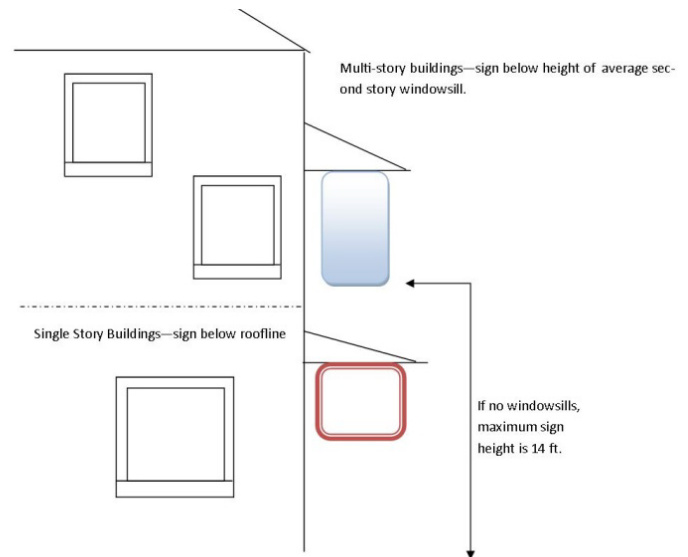 Multi-story buildings—sign below height of average sec-
ond story windowsill.
Single Story Buildings—sign below roofline
If no windowsills,
maximum sign
height is 14 ft.